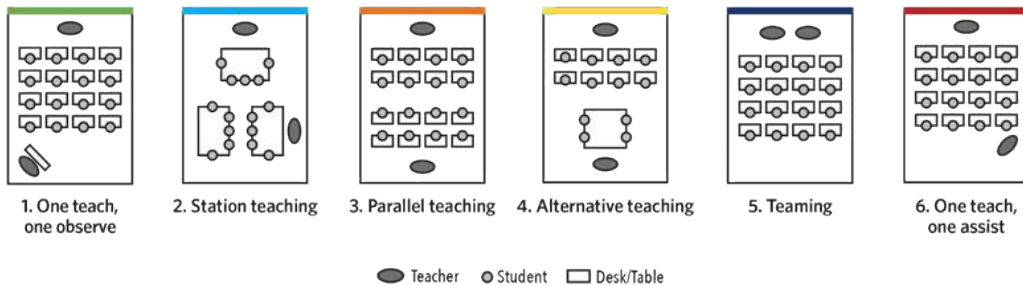 1. One teach,
one observe
2. Station teaching
3. Parallel teaching
4. Alternative teaching
5. Teaming
6. One teach,
one assist
Teacher
Student
Desk/Table